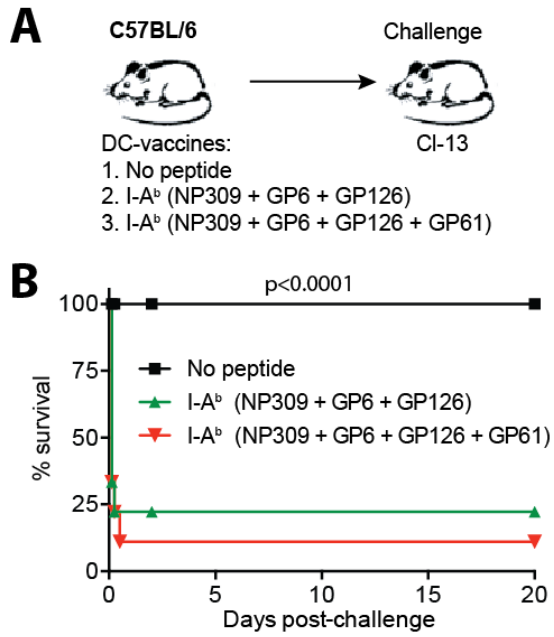 A
C57BL/6
Challenge
DC-vaccines:
Cl-13
1. No peptide
2. I-Aᵇ (NP309 + GP6 + GP126)
3. I-Aᵇ (NP309 + GP6 + GP126 + GP61)
B
p<0.0001
100
75
50
25
0
% survival
No peptide
I-Aᵇ (NP309 + GP6 + GP126)
I-Aᵇ (NP309 + GP6 + GP126 + GP61)
0 5 10 15 20
Days post-challenge